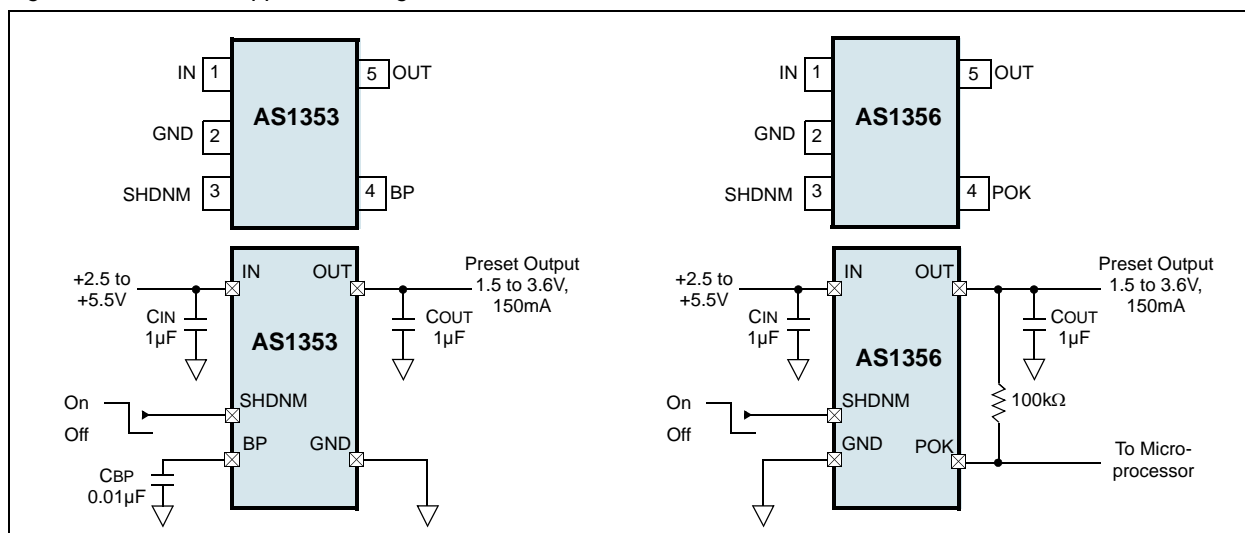 IN 1
5 OUT
AS1353
GND 2
SHDNM 3
4 BP
IN 1
5 OUT
AS1356
GND 2
SHDNM 3
4 POK
+2.5 to
+5.5V
IN
OUT
Preset Output
1.5 to 3.6V,
150mA
CIN
1µF
COUT
1µF
AS1353
On
Off
SHDNM
BP
GND
CBP
0.01µF
+2.5 to
+5.5V
IN
OUT
Preset Output
1.5 to 3.6V,
150mA
CIN
1µF
COUT
1µF
AS1356
100kΩ
On
Off
SHDNM
GND
POK
To Micro-
processor